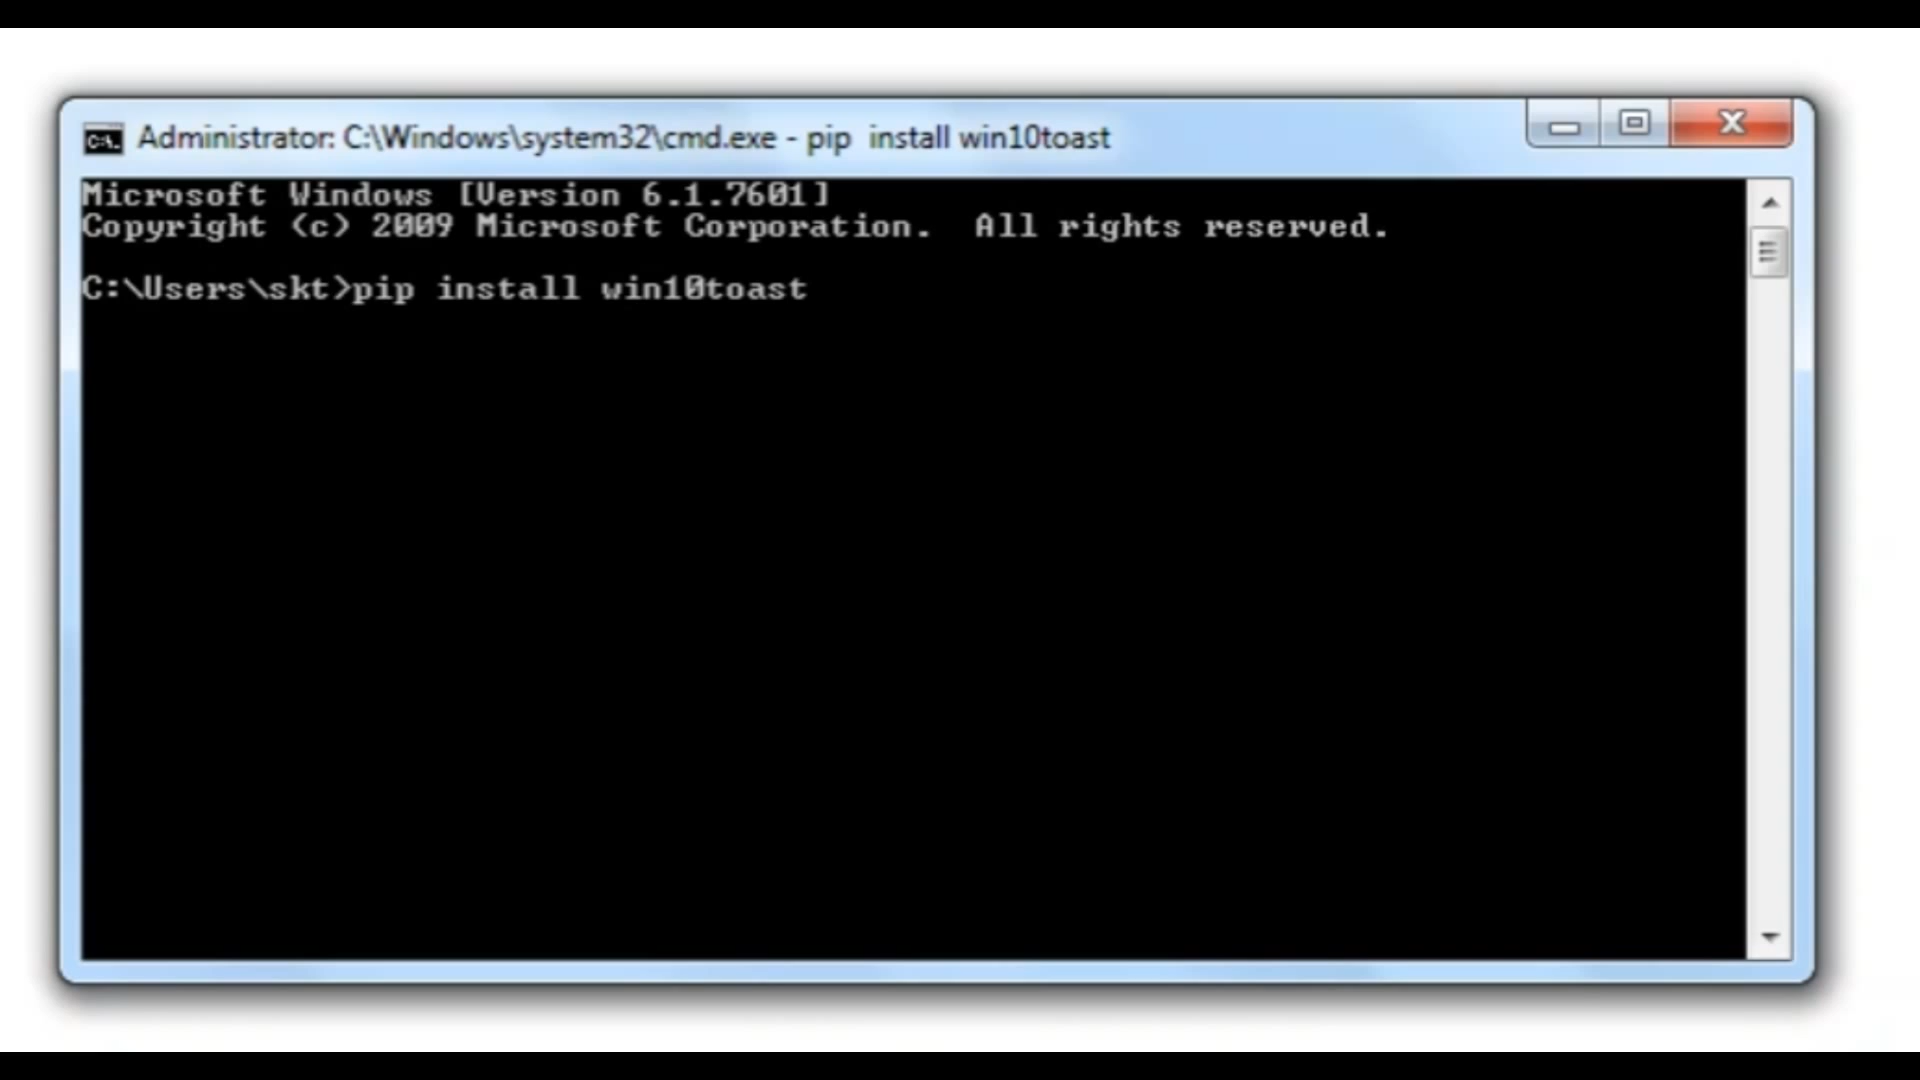 Administrator: C:\Windows\system32\cmd.exe - pip  install win10toast
Microsoft Windows [Version 6.1.7601]
Copyright (c) 2009 Microsoft Corporation.  All rights reserved.
C:\Users\skt>pip install win10toast